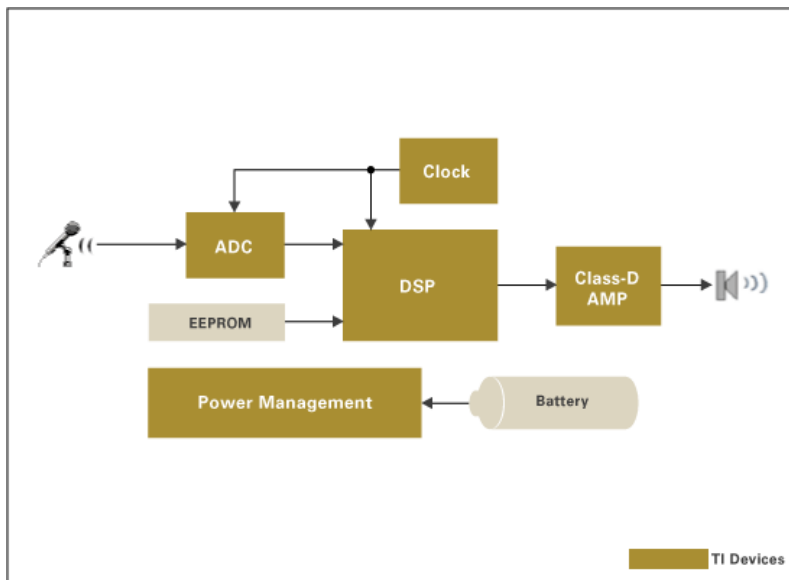 Clock
ADC
DSP
Class-D
AMP
EEPROM
Power Management
Battery
TI Devices